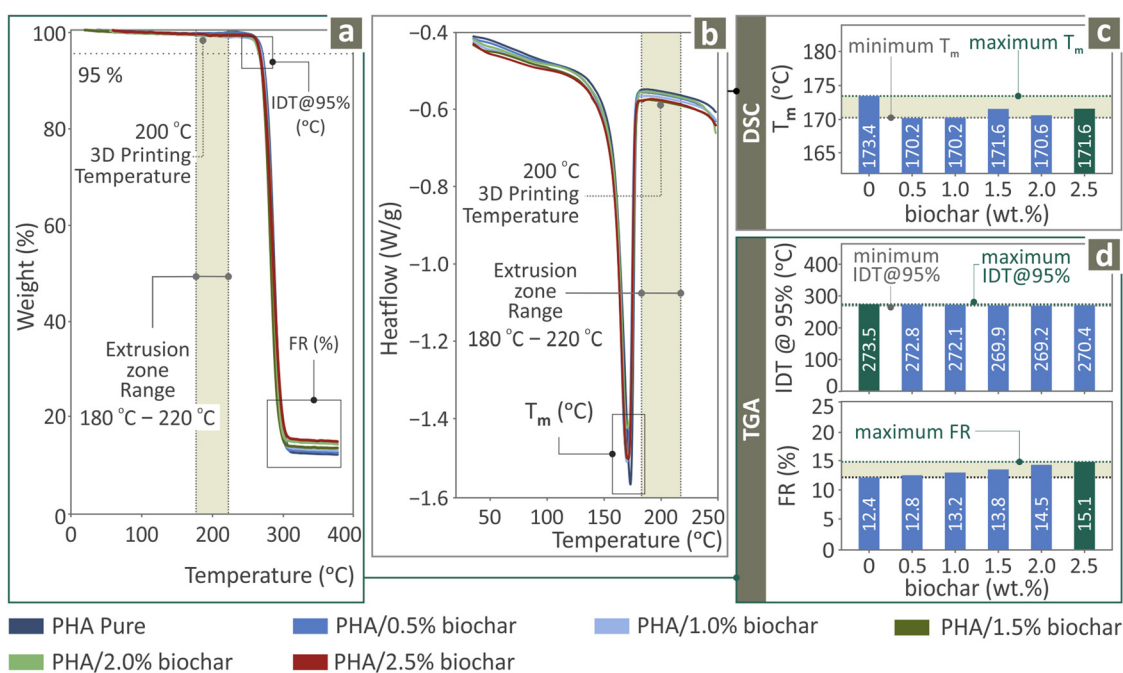 a
100
95 %
80
60
40
20
0
Weight (%)
IDT@95%
(°C)
200 °C
3D Printing
Temperature
Extrusion
zone
Range
180 °C – 220 °C
FR (%)
0
100
200
300
400
Temperature (°C)
b
−0.4
−0.6
−0.8
−1.0
−1.2
−1.4
−1.6
Heatflow (W/g)
200 °C
3D Printing
Temperature
Extrusion
zone
Range
180 °C – 220 °C
Tm (°C)
50
100
150
200
250
Temperature (°C)
DSC
c
180
175
170
165
Tm (°C)
minimum Tm
maximum Tm
173.4
170.2
170.2
171.6
170.6
171.6
0 0.5 1.0 1.5 2.0 2.5
biochar (wt.%)
TGA
d
400
300
200
100
0
IDT @ 95% (°C)
minimum
IDT@95%
maximum
IDT@95%
273.5
272.8
272.1
269.9
269.2
270.4
25
20
15
10
5
0
FR (%)
maximum FR
12.4
12.8
13.2
13.8
14.5
15.1
0 0.5 1.0 1.5 2.0 2.5
biochar (wt.%)
PHA Pure
PHA/0.5% biochar
PHA/1.0% biochar
PHA/1.5% biochar
PHA/2.0% biochar
PHA/2.5% biochar